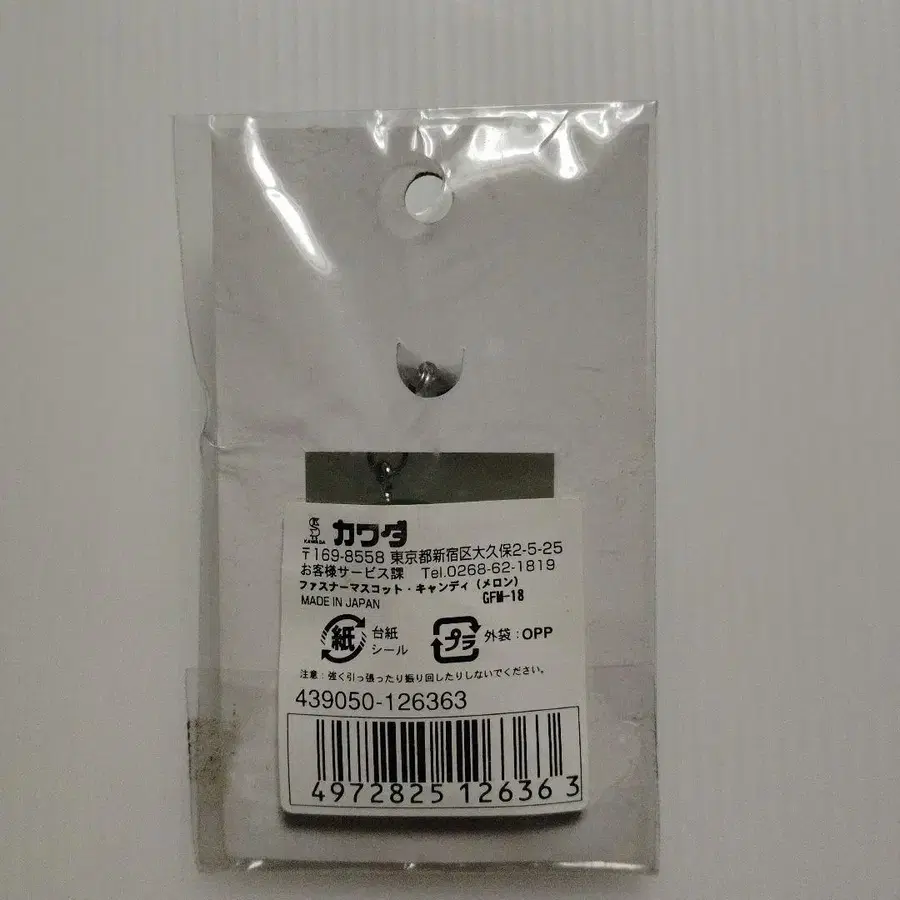 KAWADA カワダ
〒169-8558 東京都新宿区大久保2-5-25
お客様サービス課 Tel.0268-62-1819
ファスナーマスコット・キャンディ(メロン)
MADE IN JAPAN GFM-18
紙 台紙 シール プラ 外袋:OPP
注意:強く引っ張ったり振り回したりしないでください。
439050-126363
4972825 126363